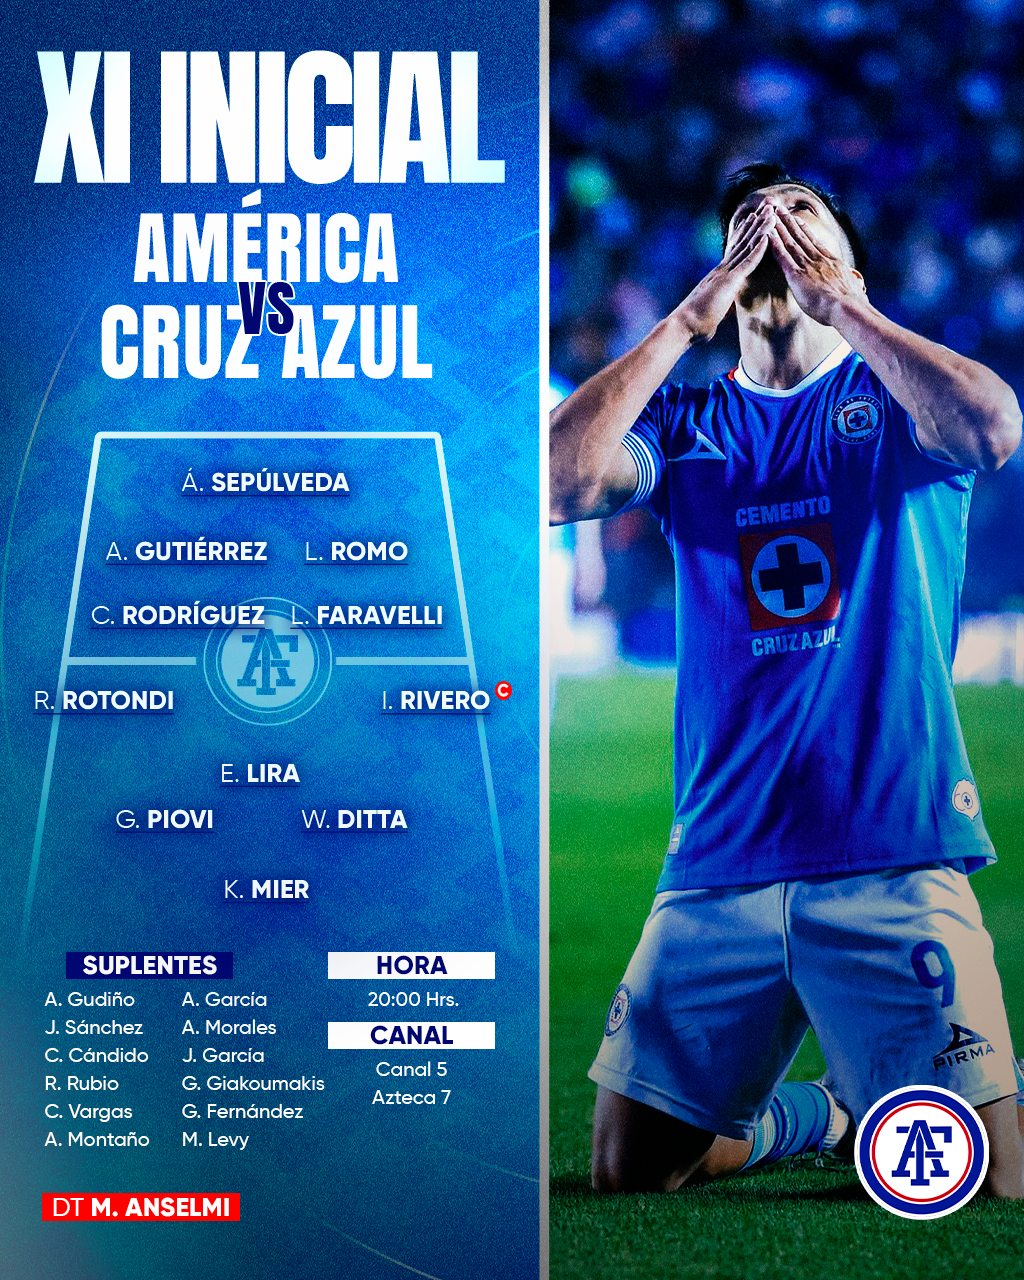 XI INICIAL
AMÉRICA
VS
CRUZ AZUL
Á. SEPÚLVEDA
A. GUTIÉRREZ L. ROMO
C. RODRÍGUEZ L. FARAVELLI
R. ROTONDI I. RIVERO C
E. LIRA
G. PIOVI W. DITTA
K. MIER
SUPLENTES
A. Gudiño A. García
J. Sánchez A. Morales
C. Cándido J. García
R. Rubio G. Giakoumakis
C. Vargas G. Fernández
A. Montaño M. Levy
HORA
20:00 Hrs.
CANAL
Canal 5
Azteca 7
DT M. ANSELMI
CEMENTO
CRUZ AZUL
9
PIRMA